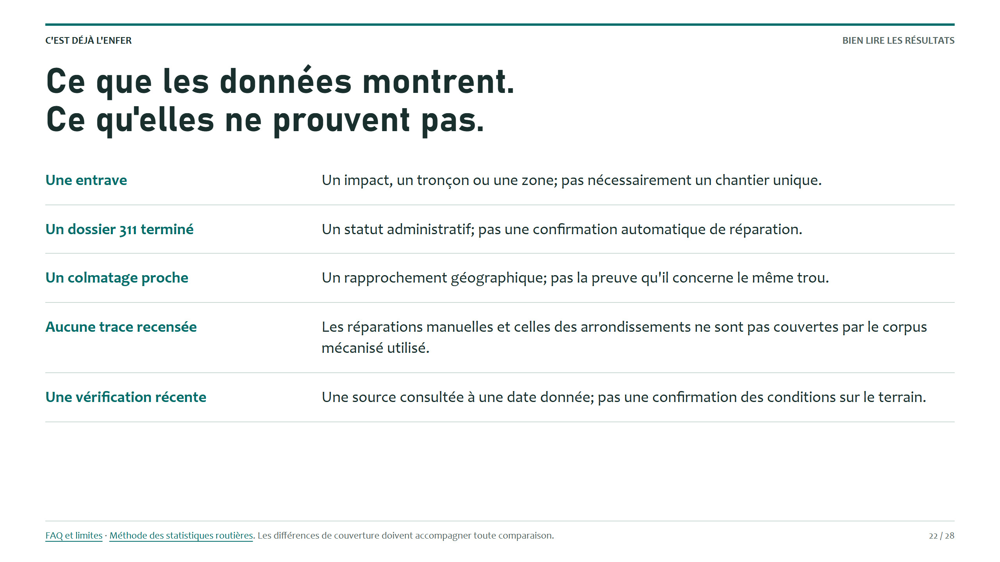 C'EST DÉJÀ L'ENFER
BIEN LIRE LES RÉSULTATS
Ce que les données montrent.
Ce qu'elles ne prouvent pas.
Une entrave
Un impact, un tronçon ou une zone; pas nécessairement un chantier unique.
Un dossier 311 terminé
Un statut administratif; pas une confirmation automatique de réparation.
Un colmatage proche
Un rapprochement géographique; pas la preuve qu'il concerne le même trou.
Aucune trace recensée
Les réparations manuelles et celles des arrondissements ne sont pas couvertes par le corpus
mécanisé utilisé.
Une vérification récente
Une source consultée à une date donnée; pas une confirmation des conditions sur le terrain.
FAQ et limites · Méthode des statistiques routières. Les différences de couverture doivent accompagner toute comparaison.
22 / 28